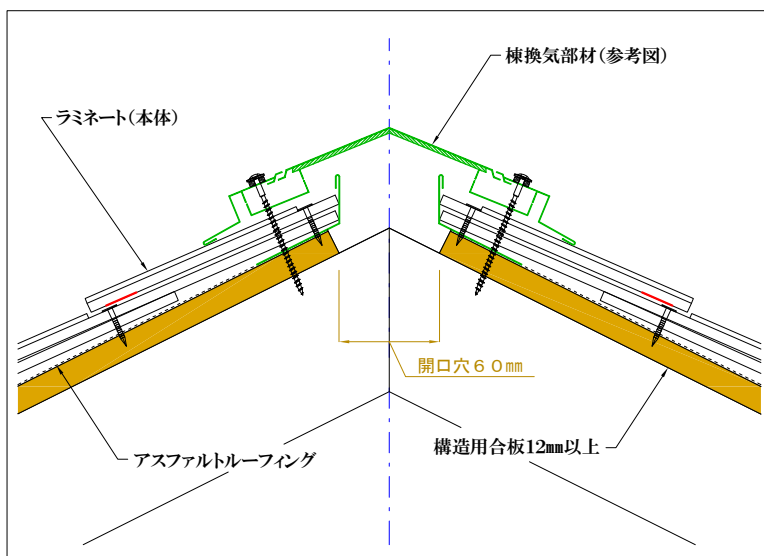 棟換気部材(参考図)
ラミネート(本体)
開口穴60㎜
構造用合板12㎜以上
アスファルトルーフィング